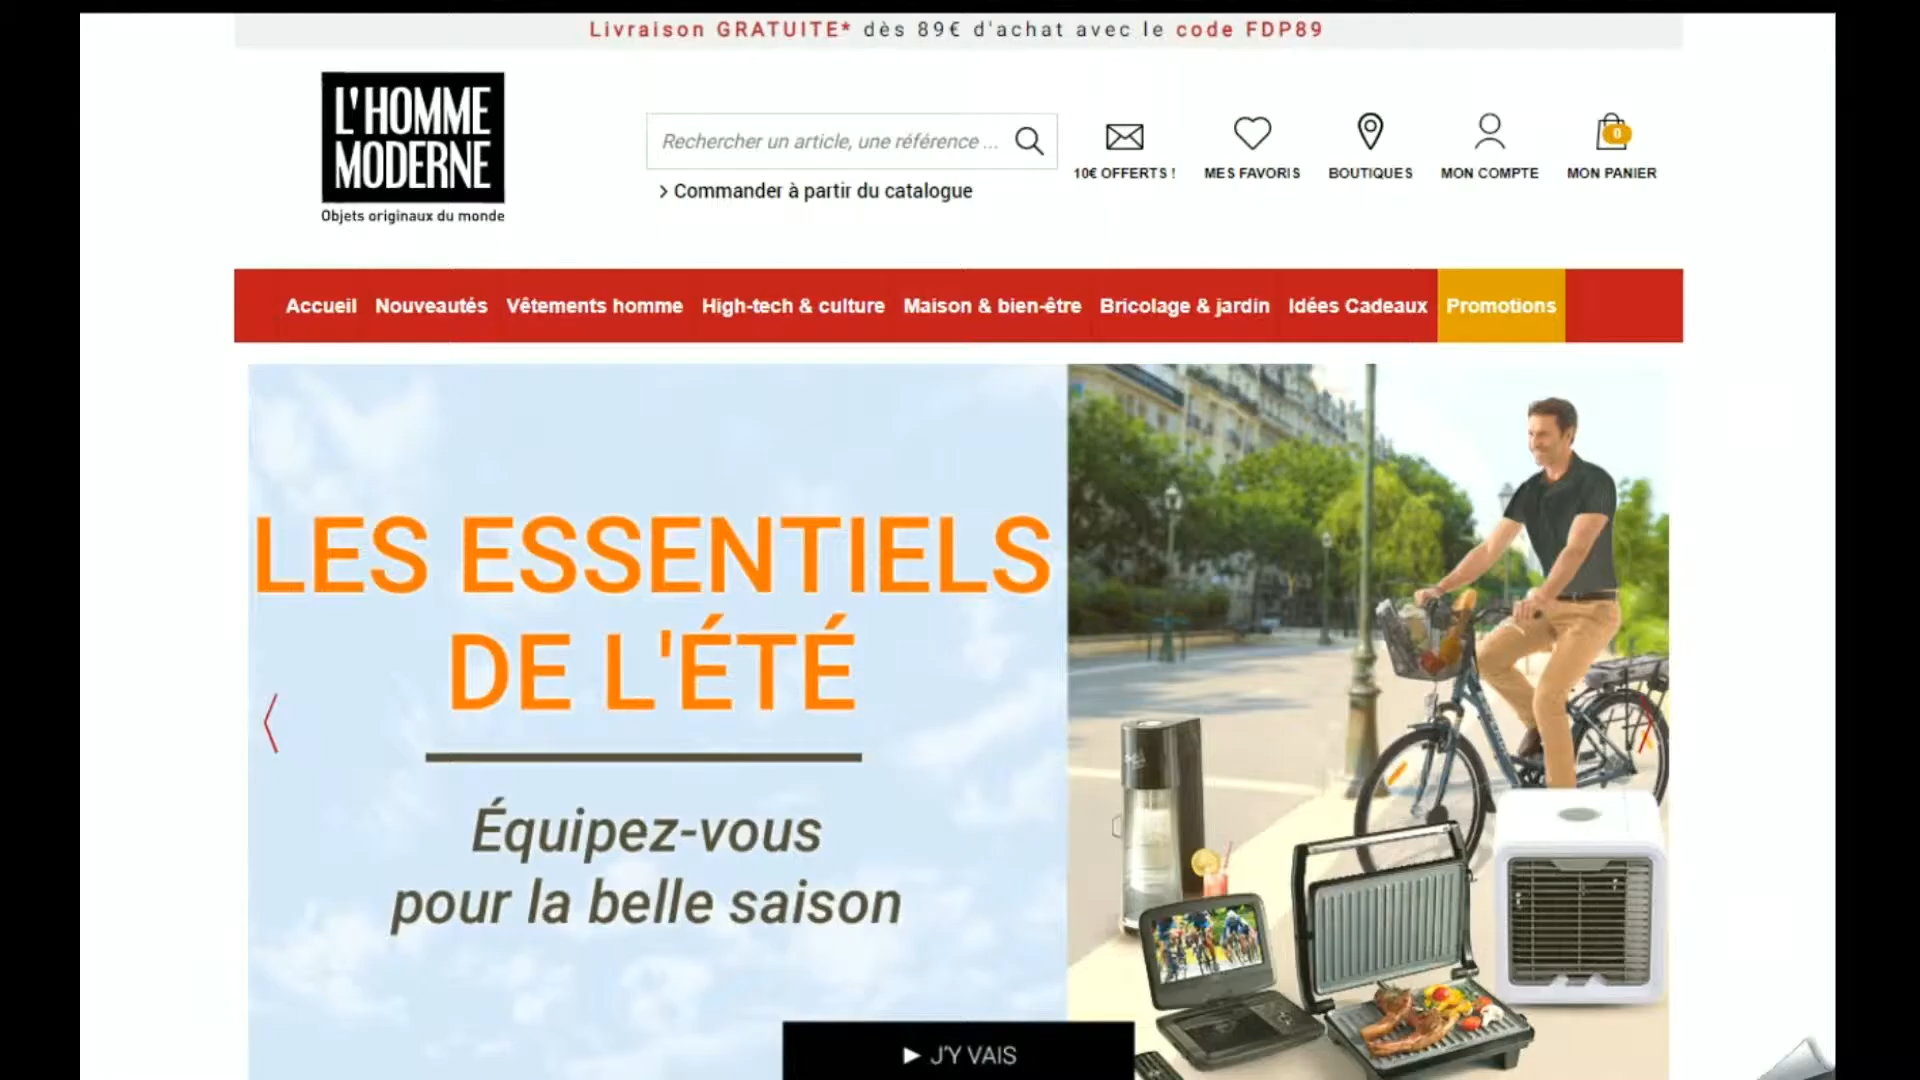 Livraison GRATUITE* dès 89€ d'achat avec le code FDP89
L'HOMME
MODERNE
Objets originaux du monde
Rechercher un article, une référence ...
> Commander à partir du catalogue
10€ OFFERTS !
MES FAVORIS
BOUTIQUES
MON COMPTE
0
MON PANIER
Accueil Nouveautés Vêtements homme High-tech & culture Maison & bien-être Bricolage & jardin Idées Cadeaux Promotions
LES ESSENTIELS
DE L'ÉTÉ
Équipez-vous
pour la belle saison
► J'Y VAIS